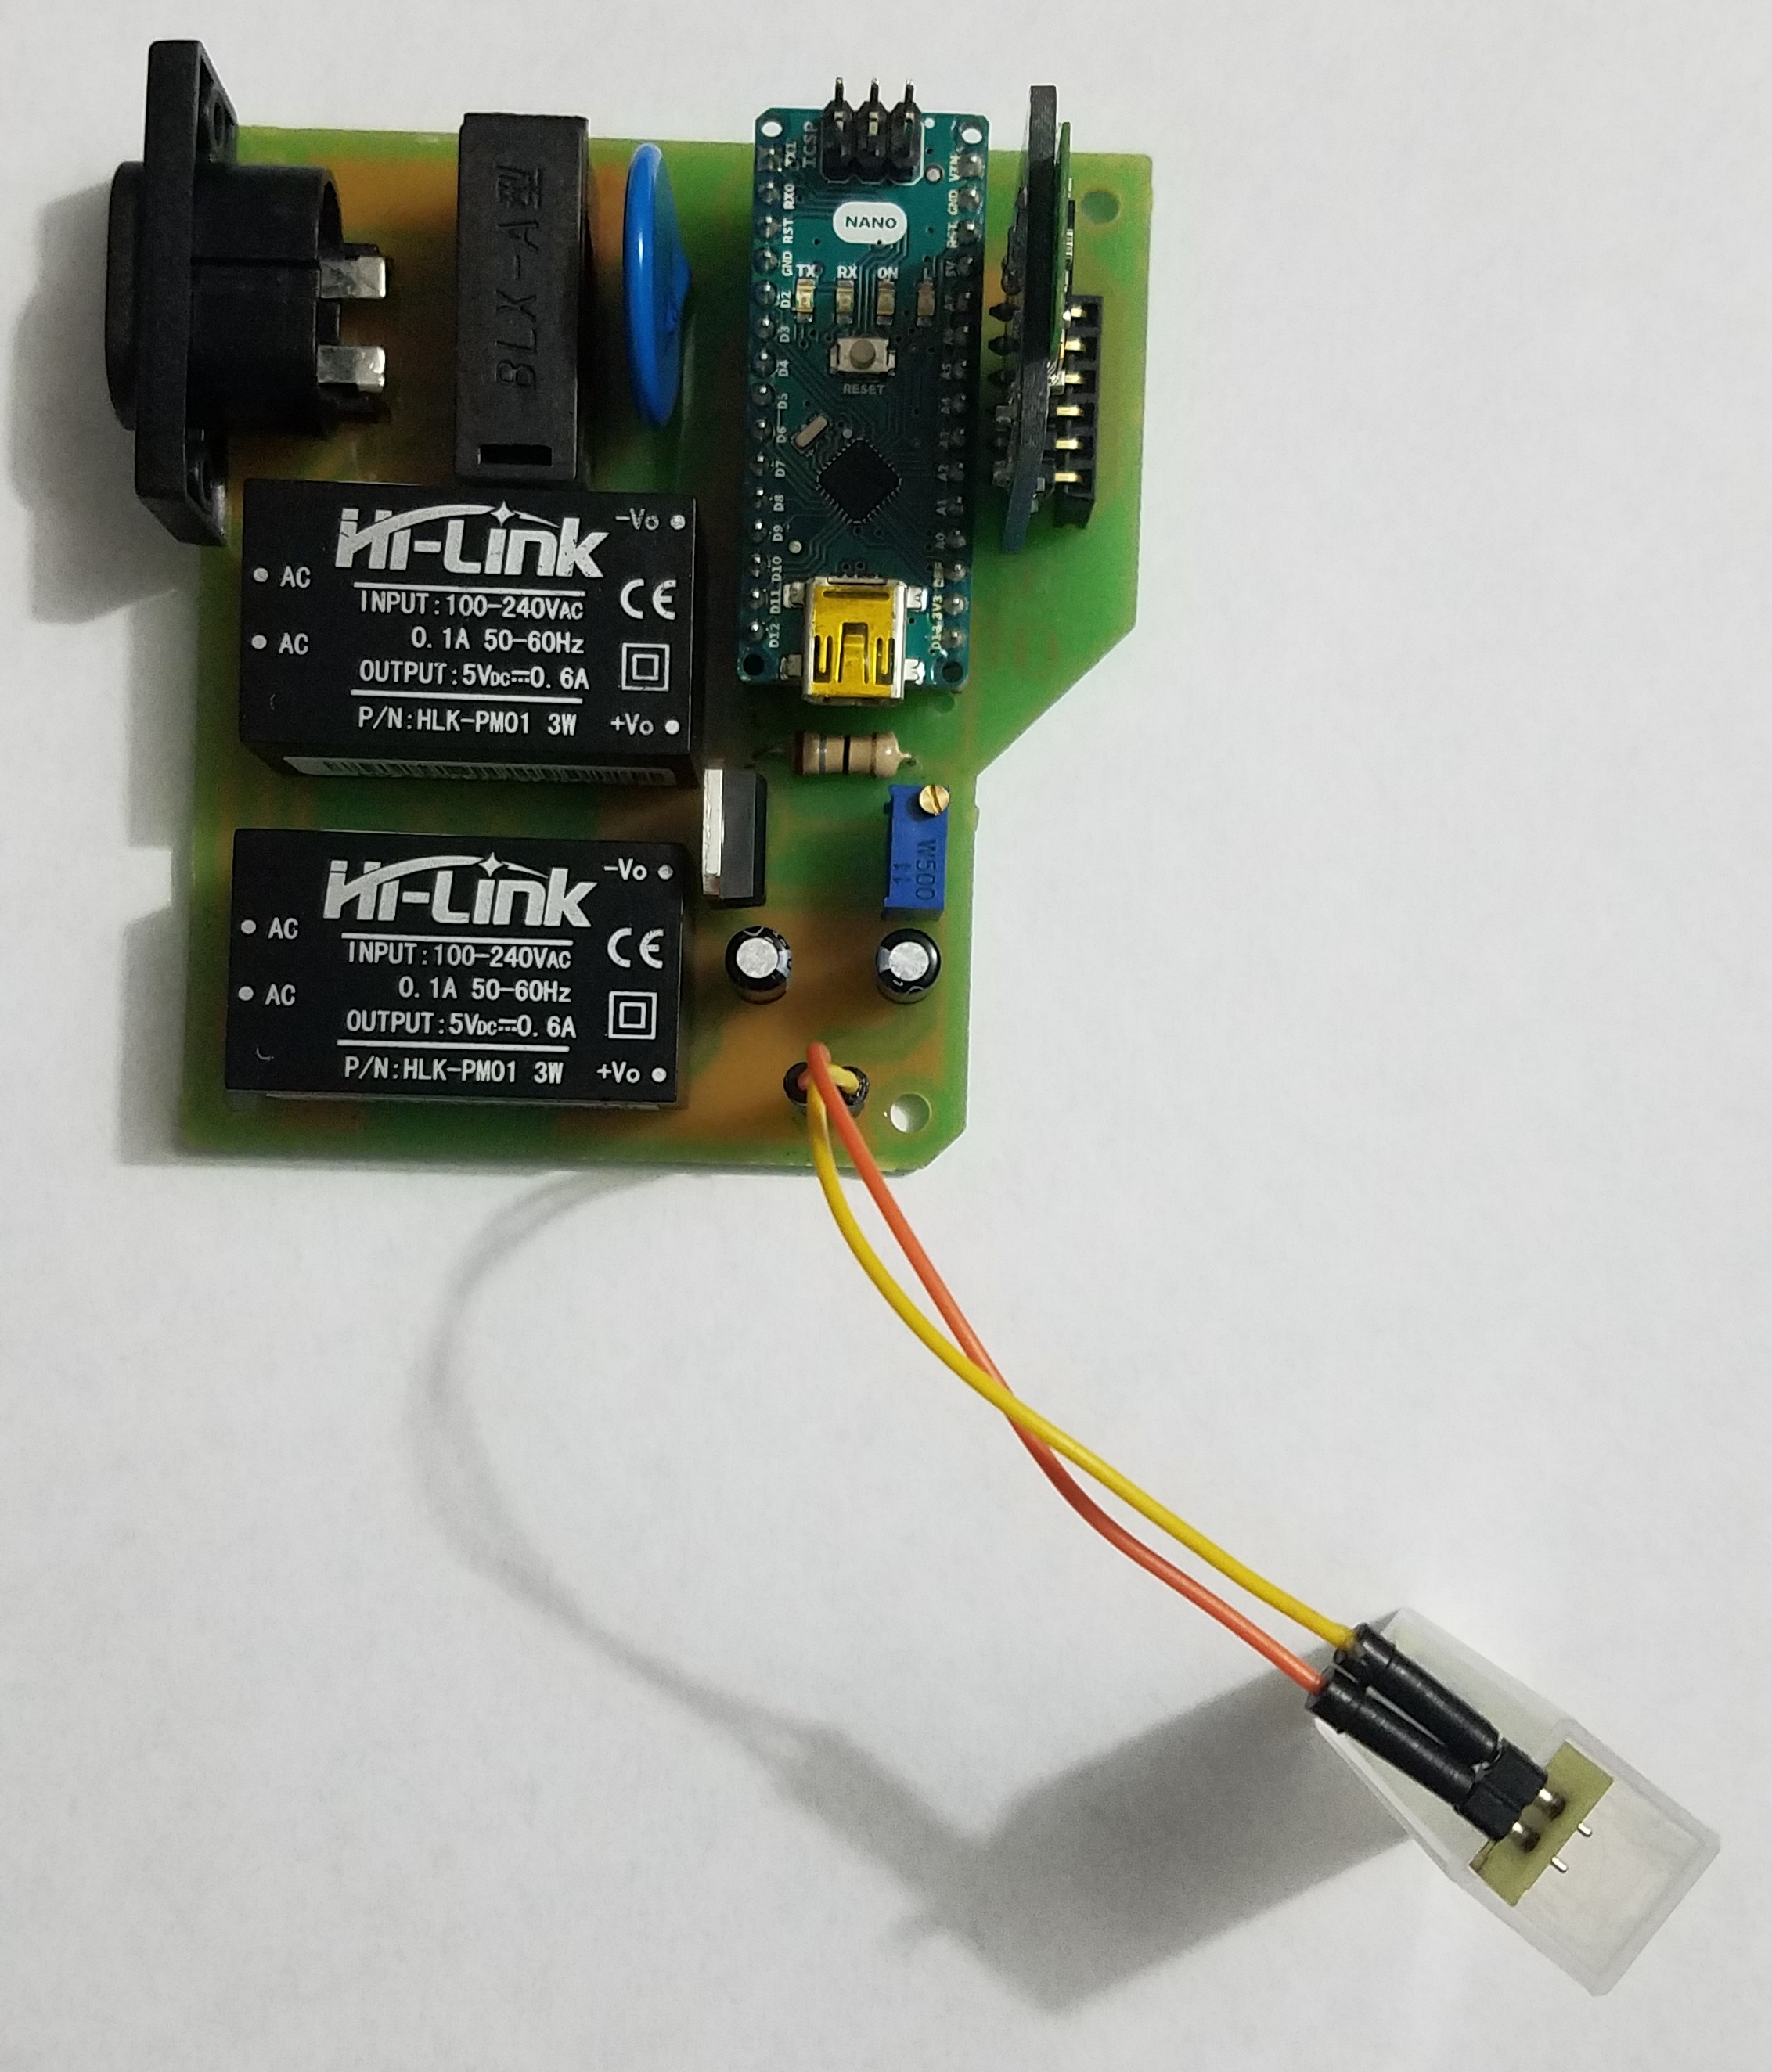 BLX-A型
ICSP
NANO
TX RX ON
RESET
TX1
RX0
RST
GND
D2
D3
D4
D5
D6
D7
D8
D9
D10
D11
D12
VIN
GND
RST
5V
A5
A4
A3
A2
A1
A0
3V3
D13
Hi-Link
-Vo
AC
INPUT:100-240VAC
CE
AC
0.1A 50-60Hz
OUTPUT:5VDC⎓0.6A
P/N:HLK-PM01 3W
+Vo
W500
11
Hi-Link
-Vo
AC
INPUT:100-240VAC
CE
AC
0.1A 50-60Hz
OUTPUT:5VDC⎓0.6A
P/N:HLK-PM01 3W
+Vo